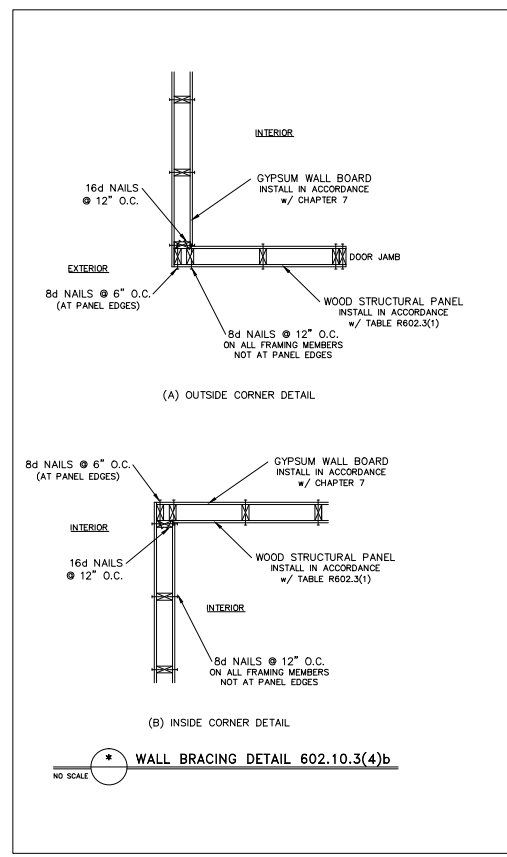 INTERIOR
GYPSUM WALL BOARD
INSTALL IN ACCORDANCE
w/ CHAPTER 7
16d NAILS
@ 12" O.C.
DOOR JAMB
EXTERIOR
8d NAILS @ 6" O.C.
(AT PANEL EDGES)
WOOD STRUCTURAL PANEL
INSTALL IN ACCORDANCE
w/ TABLE R602.3(1)
8d NAILS @ 12" O.C.
ON ALL FRAMING MEMBERS
NOT AT PANEL EDGES
(A) OUTSIDE CORNER DETAIL
8d NAILS @ 6" O.C.
(AT PANEL EDGES)
GYPSUM WALL BOARD
INSTALL IN ACCORDANCE
w/ CHAPTER 7
INTERIOR
16d NAILS
@ 12" O.C.
WOOD STRUCTURAL PANEL
INSTALL IN ACCORDANCE
w/ TABLE R602.3(1)
INTERIOR
8d NAILS @ 12" O.C.
ON ALL FRAMING MEMBERS
NOT AT PANEL EDGES
(B) INSIDE CORNER DETAIL
* WALL BRACING DETAIL 602.10.3(4)b
NO SCALE